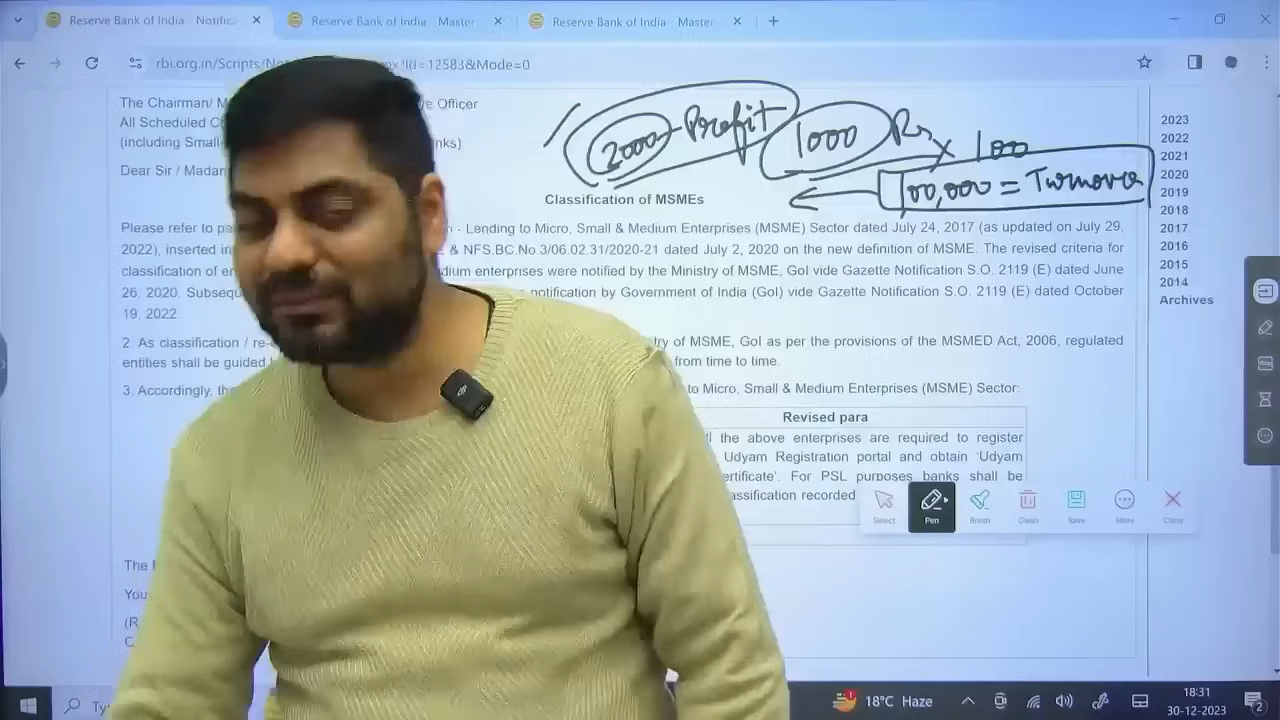 Reserve Bank of India Notific
Reserve Bank of India Master
Reserve Bank of India Master
rbi.org.in/Scripts/No Id=12583&Mode=0
The Chairman/ M e Officer
All Scheduled C
(including Small nks)
Dear Sir / Madam
2000 Profit 1000 Rs x 100
100,000 = Turnover
Classification of MSMEs
Please refer to pa - Lending to Micro, Small & Medium Enterprises (MSME) Sector dated July 24, 2017 (as updated on July 29,
2022), inserted in & NFS.BC.No 3/06.02.31/2020-21 dated July 2, 2020 on the new definition of MSME. The revised criteria for
classification of en dium enterprises were notified by the Ministry of MSME, GoI vide Gazette Notification S.O. 2119 (E) dated June
26, 2020. Subsequ notification by Government of India (GoI) vide Gazette Notification S.O. 2119 (E) dated October
19, 2022.
2. As classification / re- try of MSME, GoI as per the provisions of the MSMED Act, 2006, regulated
entities shall be guided from time to time.
3. Accordingly, the to Micro, Small & Medium Enterprises (MSME) Sector:
Revised para
the above enterprises are required to register
Udyam Registration portal and obtain ‘Udyam
ertificate’. For PSL purposes banks shall be
assification recorded
The
You
(R
C
2023
2022
2021
2020
2019
2018
2017
2016
2015
2014
Archives
Select Pen Brush Clean Save More Close
Ty
18°C Haze
18:31
30-12-2023
2